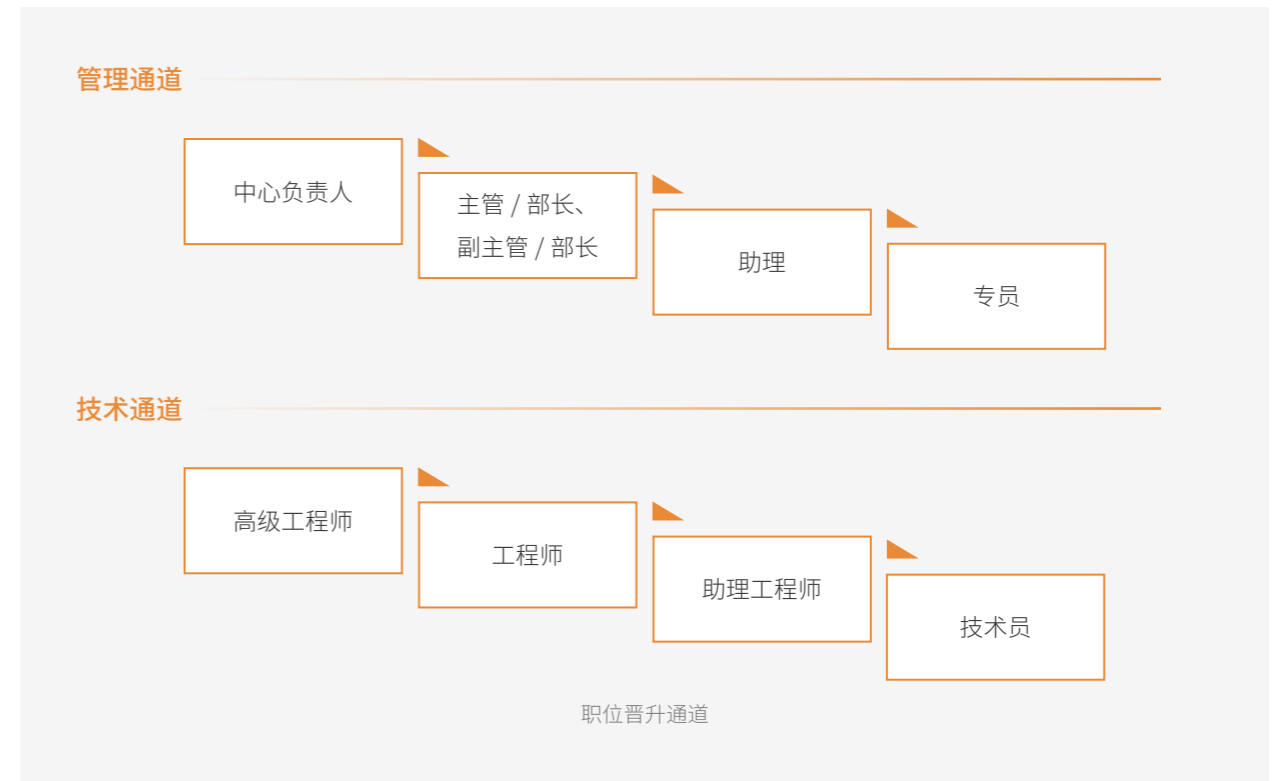 管理通道
中心负责人
主管 / 部长、
副主管 / 部长
助理
专员
技术通道
高级工程师
工程师
助理工程师
技术员
职位晋升通道